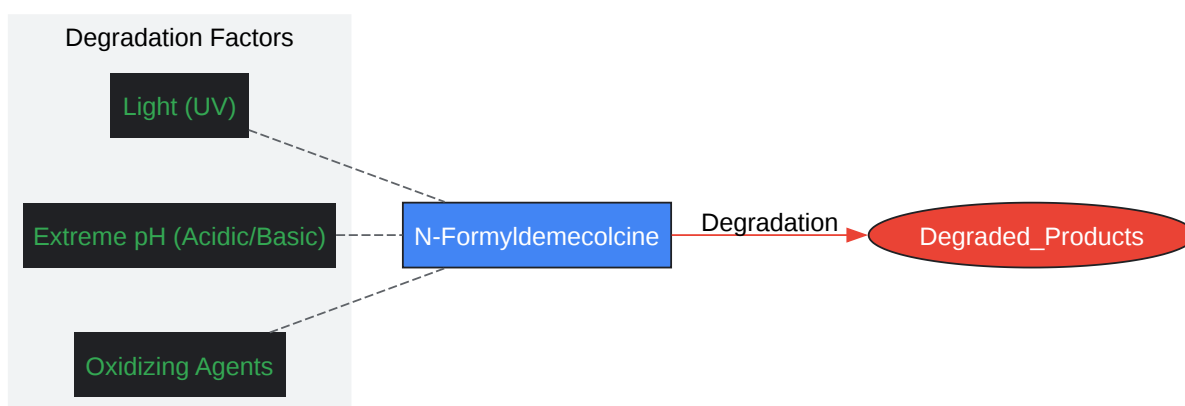 Degradation Factors
Light (UV)
Extreme pH (Acidic/Basic)
Oxidizing Agents
N-Formyldemecolcine
Degradation
Degraded_Products